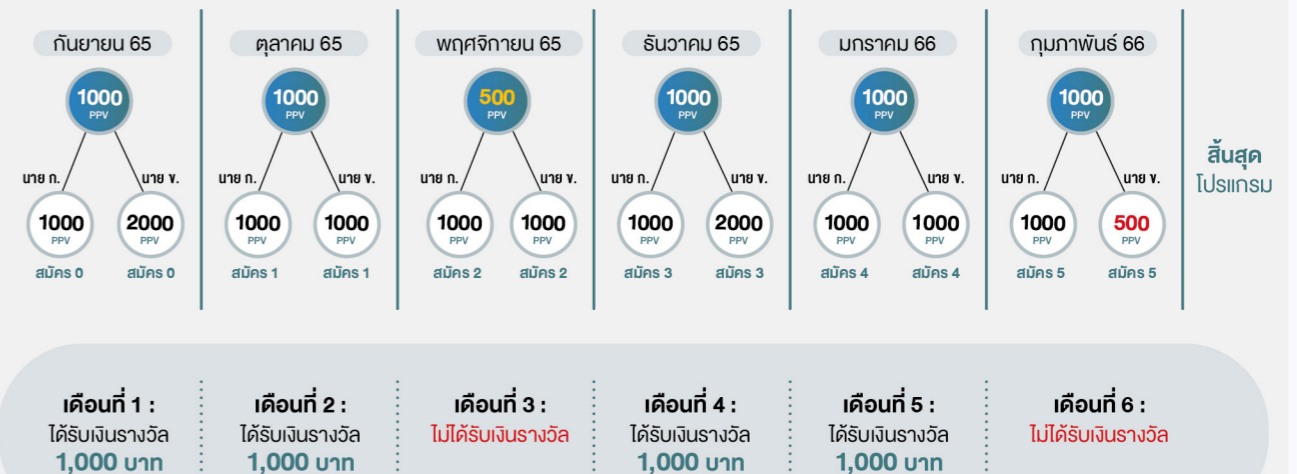 กันยายน 65
1000
PPV
นาย ก.
นาย ข.
1000
PPV
2000
PPV
สมัคร 0
สมัคร 0
ตุลาคม 65
1000
PPV
นาย ก.
นาย ข.
1000
PPV
1000
PPV
สมัคร 1
สมัคร 1
พฤศจิกายน 65
500
PPV
นาย ก.
นาย ข.
1000
PPV
1000
PPV
สมัคร 2
สมัคร 2
ธันวาคม 65
1000
PPV
นาย ก.
นาย ข.
1000
PPV
2000
PPV
สมัคร 3
สมัคร 3
มกราคม 66
1000
PPV
นาย ก.
นาย ข.
1000
PPV
1000
PPV
สมัคร 4
สมัคร 4
กุมภาพันธ์ 66
1000
PPV
นาย ก.
นาย ข.
1000
PPV
500
PPV
สมัคร 5
สมัคร 5
สิ้นสุด
โปรแกรม
เดือนที่ 1 :
ได้รับเงินรางวัล
1,000 บาท
เดือนที่ 2 :
ได้รับเงินรางวัล
1,000 บาท
เดือนที่ 3 :
ไม่ได้รับเงินรางวัล
เดือนที่ 4 :
ได้รับเงินรางวัล
1,000 บาท
เดือนที่ 5 :
ได้รับเงินรางวัล
1,000 บาท
เดือนที่ 6 :
ไม่ได้รับเงินรางวัล